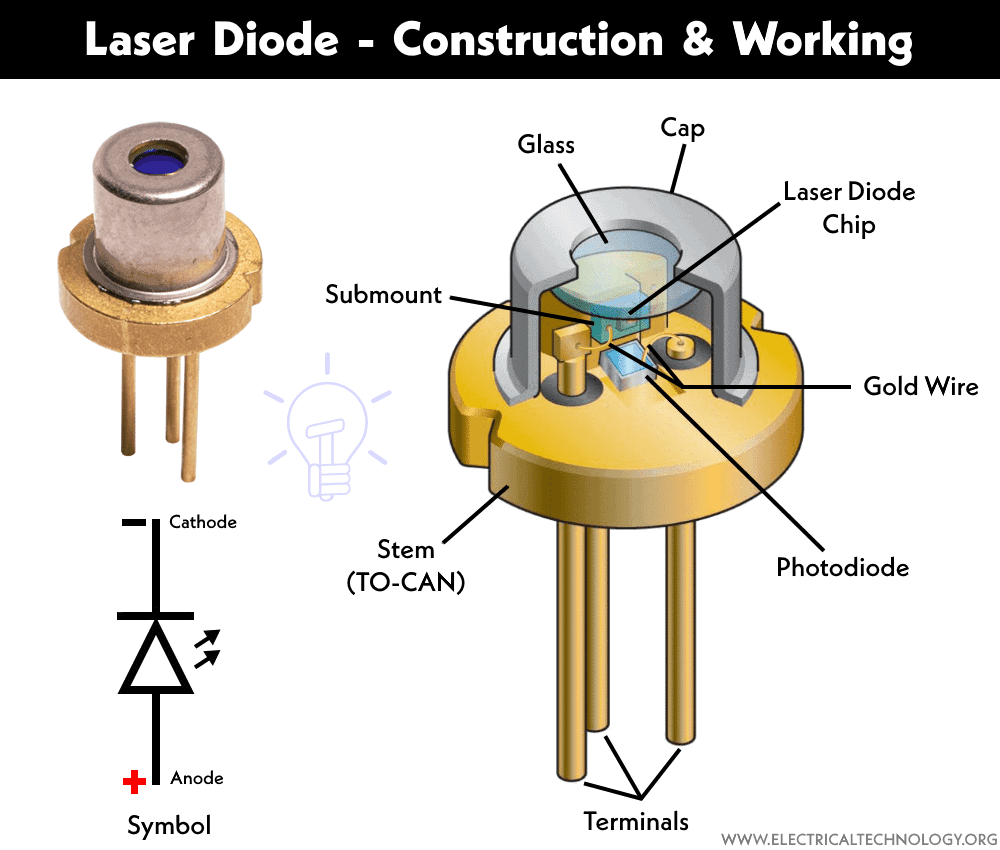 Laser Diode - Construction & Working
Glass
Cap
Laser Diode
Chip
Submount
Gold Wire
Cathode
Stem
(TO-CAN)
Photodiode
Anode
Symbol
Terminals
WWW.ELECTRICALTECHNOLOGY.ORG